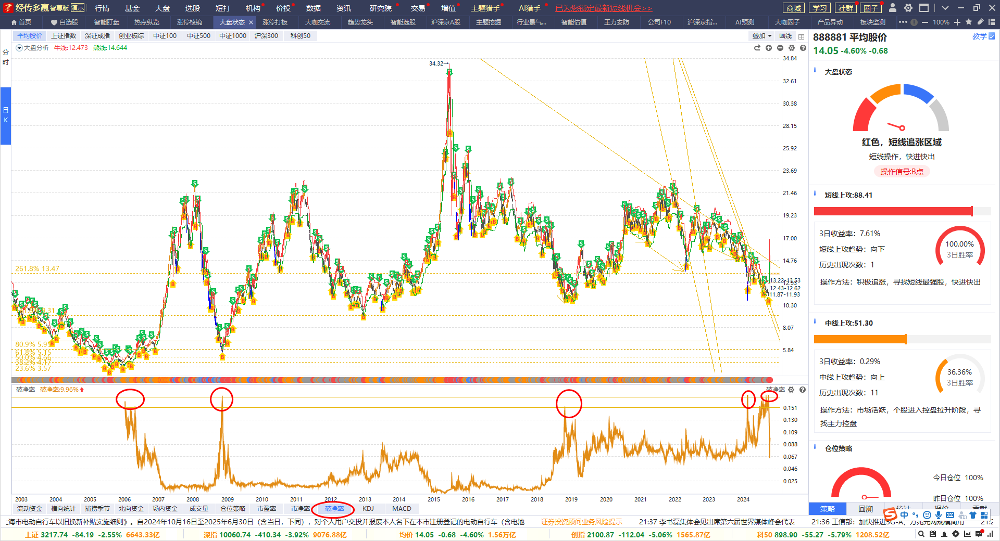 经传多赢 智尊版 演示 行情 基金 大盘 选股 短打 机构 价投 数据 资讯 研究院 交易 增值 主题猎手 AI猎手 已为您锁定最新短线机会>> 商城 学习 社群 圈子
首页 自选股 智能盯盘 热点纵览 涨停棱镜 大盘状态 × 涨停打板 大咖交流 趋势龙头 智能选股 沪深京A股 主题挖掘 行业景气... 智能估值 主力安防 公司F10 沪深京指... AI预测 大咖圈子 产品异动 板块监测 ••• 100%
平均股价 上证指数 深证成指 创业板综 中证100 中证500 中证1000 沪深300 科创50 叠加 画线
分时
日K
大盘分析 牛线:12.473 熊线:14.644
34.84
34.32
32.61
30.38
28.15
25.92
23.69
21.46
19.23
17.00
14.76
261.8% 13.47
13.22-13.53
12.53
12.43-12.62
11.87-11.93
10.30
8.07
80.9% 5.95
5.84
61.8% 5.15
50.0% 4.66
38.2% 4.17
23.6% 3.57
破净率 破净率:9.96% 破净率
0.151
0.130
0.109
0.088
0.067
0.046
0.025
2003 2004 2005 2006 2007 2008 2009 2010 2011 2012 2013 2014 2015 2016 2017 2018 2019 2020 2021 2022 2023 2024
流动资金 横向统计 捕捞季节 北向资金 场内资金 成交量 仓位策略 市盈率 市净率 破净率 KDJ MACD
888881 平均股价 教学
14.05 -4.60% -0.68
大盘状态
红色，短线追涨区域
短线操作，快进快出
操作信号:B点
短线上攻:88.41
3日收益率：7.61%
短线上攻趋势：向下
历史出现次数：1
100.00%
3日胜率
操作方法：积极追涨，寻找短线最强股，快进快出
中线上攻:51.30
3日收益率：0.29%
中线上攻趋势：向上
历史出现次数：11
36.36%
3日胜率
操作方法：市场活跃，个股进入控盘拉升阶段，寻
找主力控盘
仓位策略
今日仓位 100%
昨日仓位 100%
策略 回溯 统计 报价 贡献
中
上海市电动自行车以旧换新补贴实施细则》。自2024年10月16日至2025年6月30日（含当日，下同），对个人用户交投并报废本人名下在本市注册登记的电动自行车（含电池 证券投资顾问业务风险提示 21:37 李书磊集体会见出席第六届世界媒体峰会代表 21:36 工信部：加快推进5G-A、万兆光网规模商用
上证 3217.74 -84.19 -2.55% 6643.33亿 深指 10060.74 -410.34 -3.92% 9076.88亿 均价 14.05 -0.68 -4.60% 1.56万亿 创指 2100.87 -112.04 -5.06% 1565.87亿 科50 898.90 -55.27 -5.79% 1208.52亿